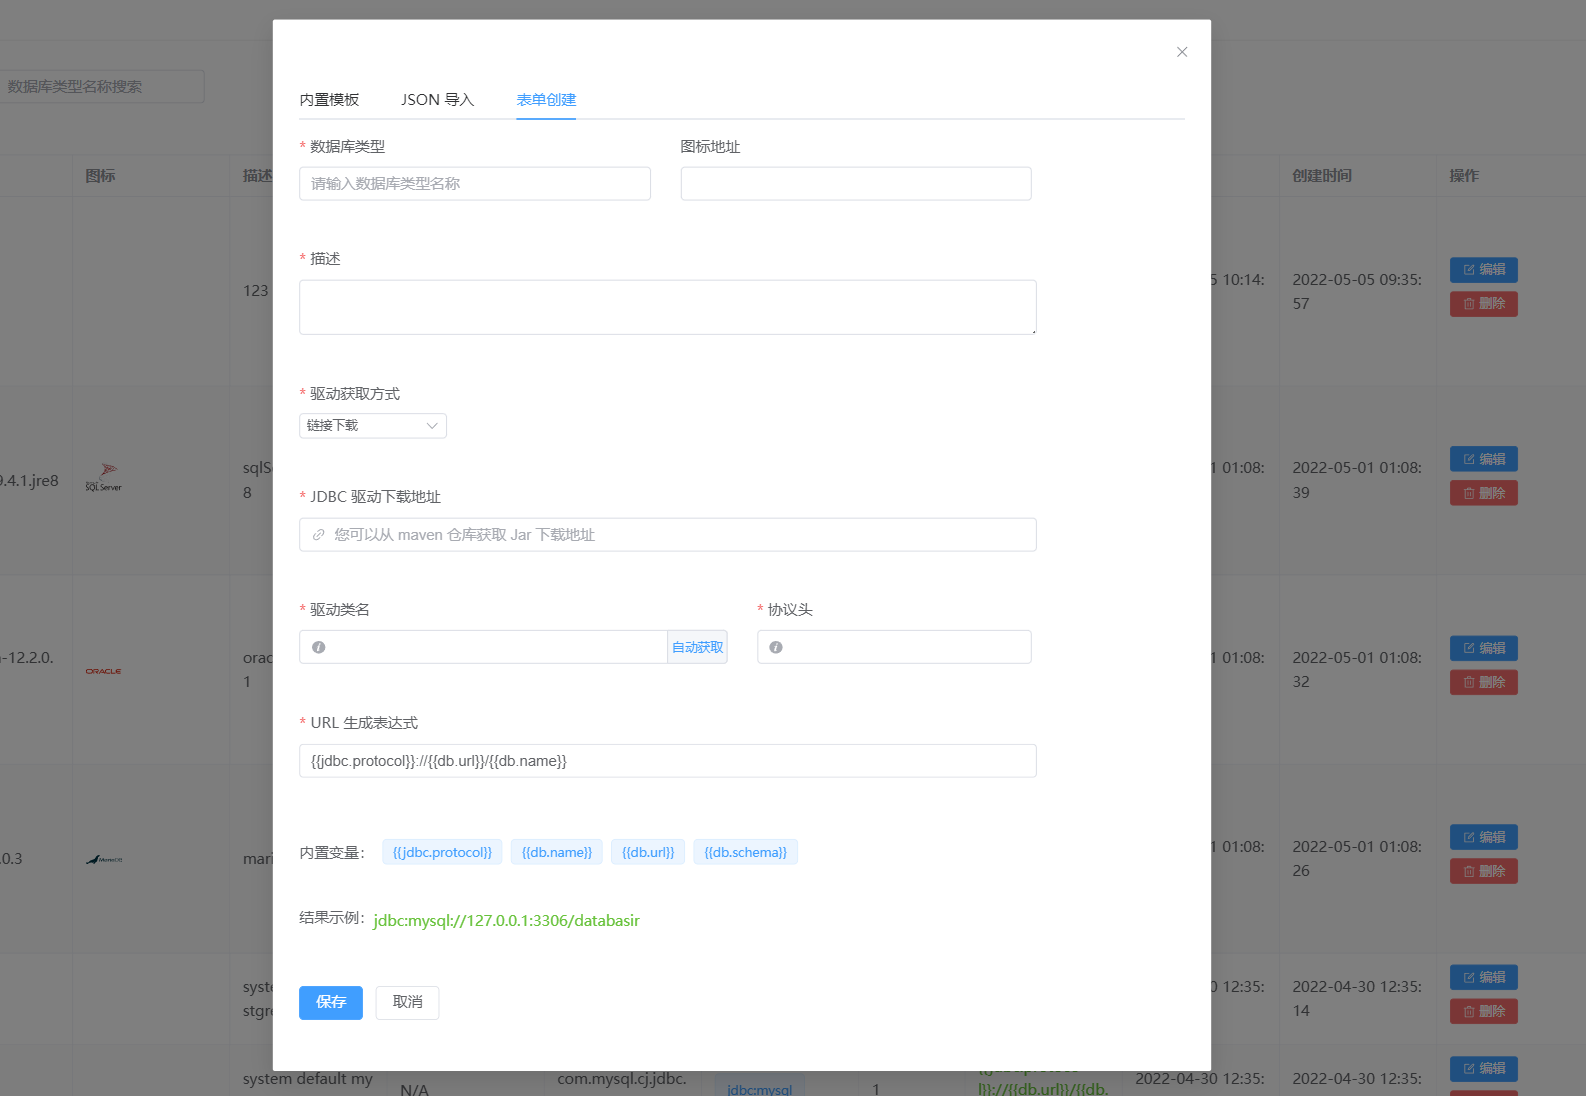 内置模板
JSON 导入
表单创建
* 数据库类型
图标地址
请输入数据库类型名称
* 描述
* 驱动获取方式
链接下载
* JDBC 驱动下载地址
您可以从 maven 仓库获取 Jar 下载地址
* 驱动类名
* 协议头
自动获取
* URL 生成表达式
{{jdbc.protocol}}://{{db.url}}/{{db.name}}
内置变量：
{{jdbc.protocol}}
{{db.name}}
{{db.url}}
{{db.schema}}
结果示例：
jdbc:mysql://127.0.0.1:3306/databasir
保存
取消
数据库类型名称搜索
图标
描述
创建时间
操作
123
5 10:14:
2022-05-05 09:35:
57
编辑
删除
9.4.1.jre8
SQL Server
sqlS
8
1 01:08:
2022-05-01 01:08:
39
编辑
删除
-12.2.0.
ORACLE
orac
1
1 01:08:
2022-05-01 01:08:
32
编辑
删除
.0.3
MariaDB
mari
1 01:08:
2022-05-01 01:08:
26
编辑
删除
syste
stgre
0 12:35:
2022-04-30 12:35:
14
编辑
删除
system default my
N/A
com.mysql.cj.jdbc.
jdbc:mysql
1
l}}://{{db.url}}/{{db.
2022-04-30 12:35:
2022-04-30 12:35:
编辑